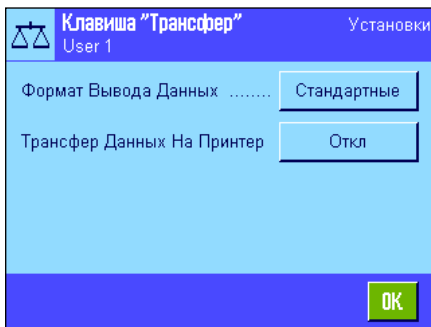 Клавиша "Трансфер" Установки
User 1
Формат Вывода Данных ........ Стандартные
Трансфер Данных На Принтер Откл
OK